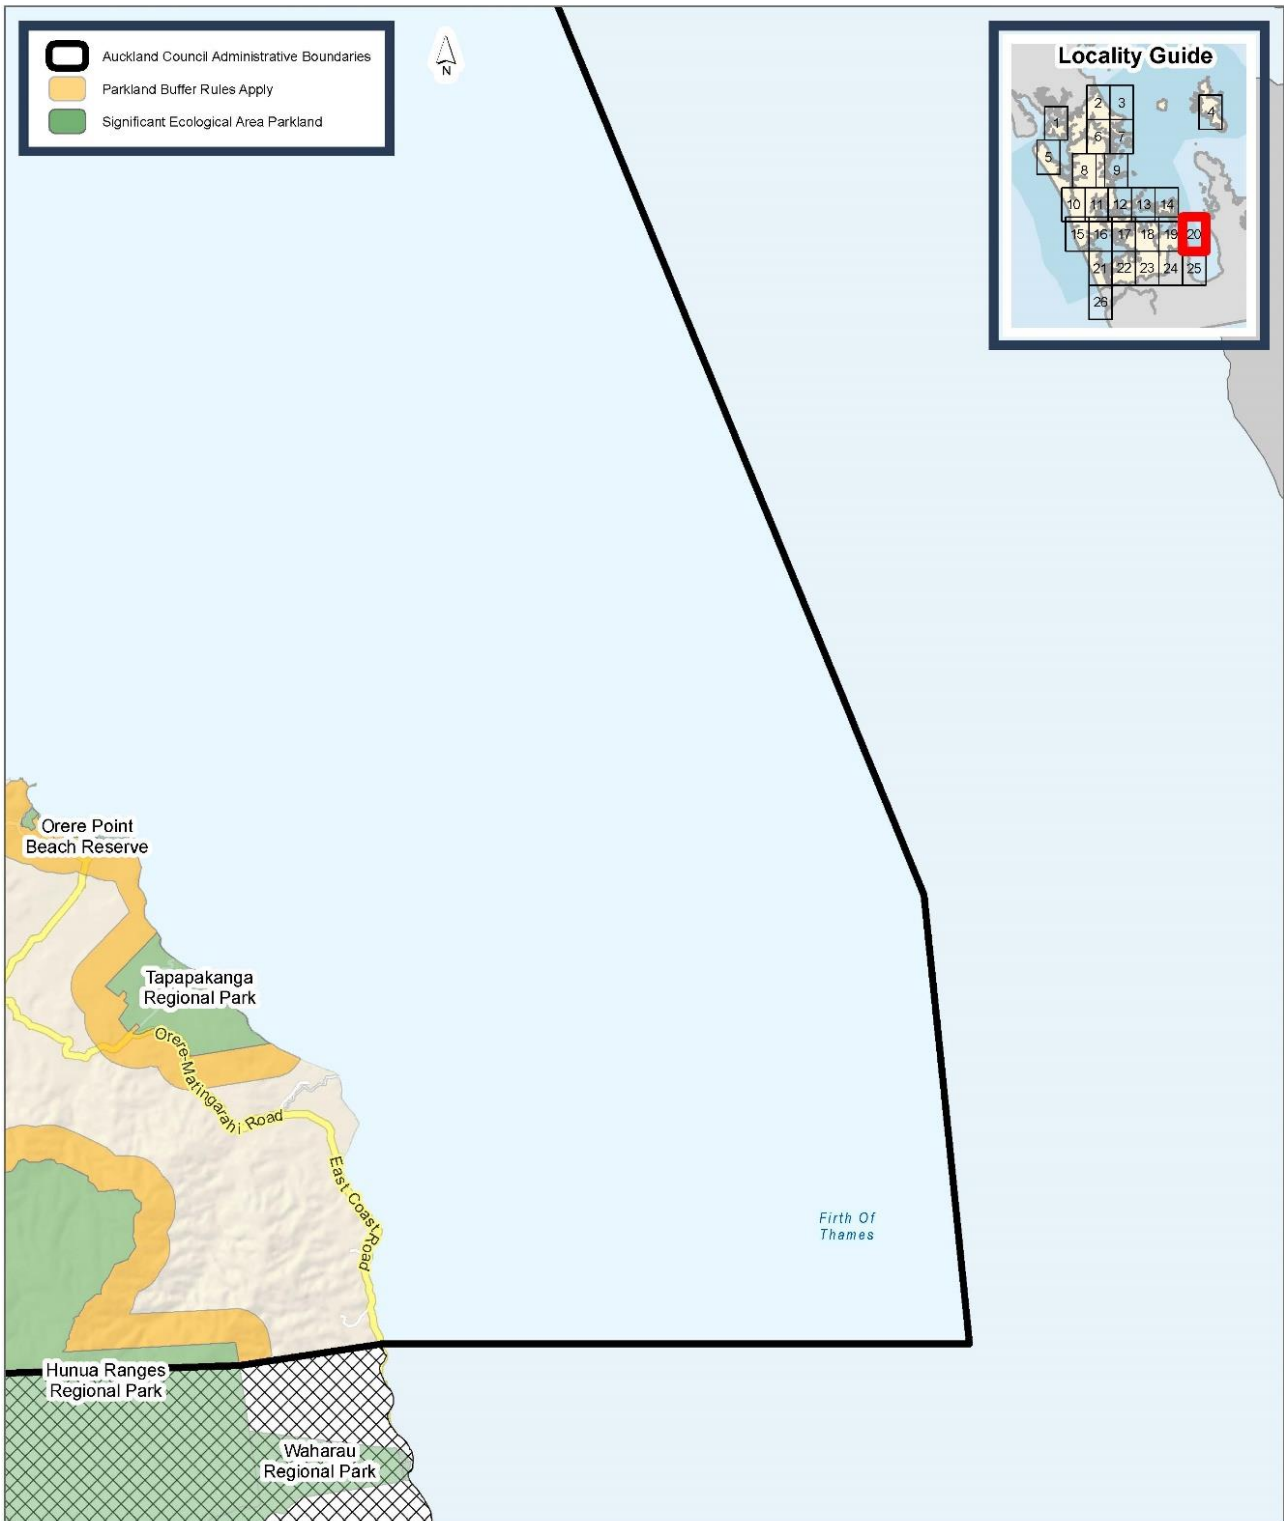 Auckland Council Administrative Boundaries
Parkland Buffer Rules Apply
Significant Ecological Area Parkland
N
Locality Guide
2 3
4
1
6 7
5
8 9
10 11 12 13 14
15 16 17 18 19 20
21 22 23 24 25
26
Orere Point
Beach Reserve
Tapapakanga
Regional Park
Orere-Matingarahi Road
East Coast Road
Firth Of
Thames
Hunua Ranges
Regional Park
Waharau
Regional Park